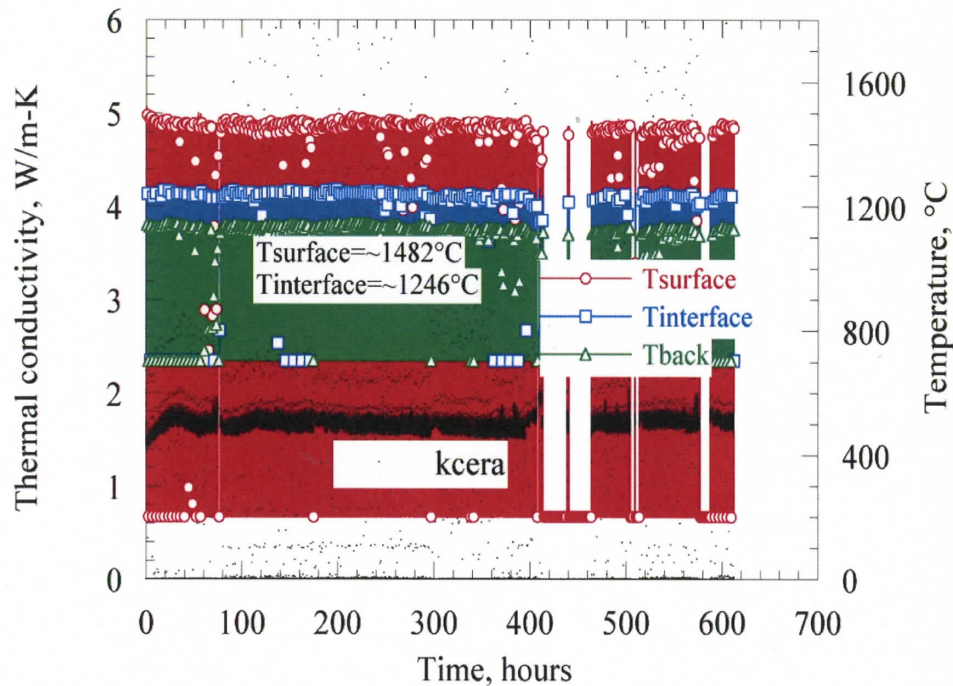 Thermal conductivity, W/m-K
6
5
4
3
2
1
0
Tsurface=~1482°C
Tinterface=~1246°C
Tsurface
Tinterface
Tback
kcera
1600
1200
800
400
0
Temperature, °C
0 100 200 300 400 500 600 700
Time, hours